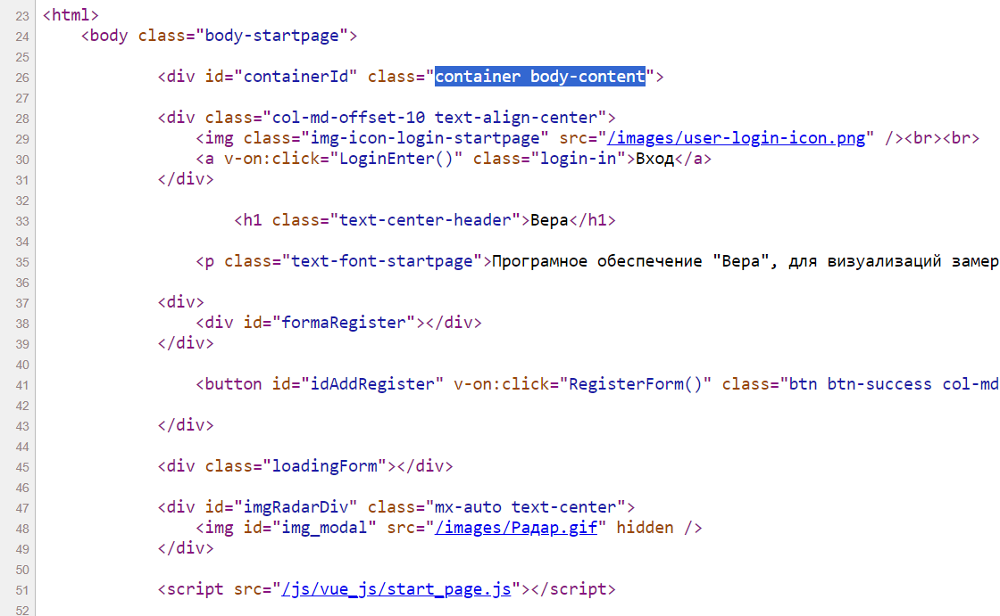 23 <html>
24 <body class="body-startpage">
25
26 <div id="containerId" class="container body-content">
27
28 <div class="col-md-offset-10 text-align-center">
29 <img class="img-icon-login-startpage" src="/images/user-login-icon.png" /><br><br>
30 <a v-on:click="LoginEnter()" class="login-in">Вход</a>
31 </div>
32
33 <h1 class="text-center-header">Вера</h1>
34
35 <p class="text-font-startpage">Програмное обеспечение "Вера", для визуализаций замер
36
37 <div>
38 <div id="formaRegister"></div>
39 </div>
40
41 <button id="idAddRegister" v-on:click="RegisterForm()" class="btn btn-success col-md
42
43 </div>
44
45 <div class="loadingForm"></div>
46
47 <div id="imgRadarDiv" class="mx-auto text-center">
48 <img id="img_modal" src="/images/Радар.gif" hidden />
49 </div>
50
51 <script src="/js/vue_js/start_page.js"></script>
52